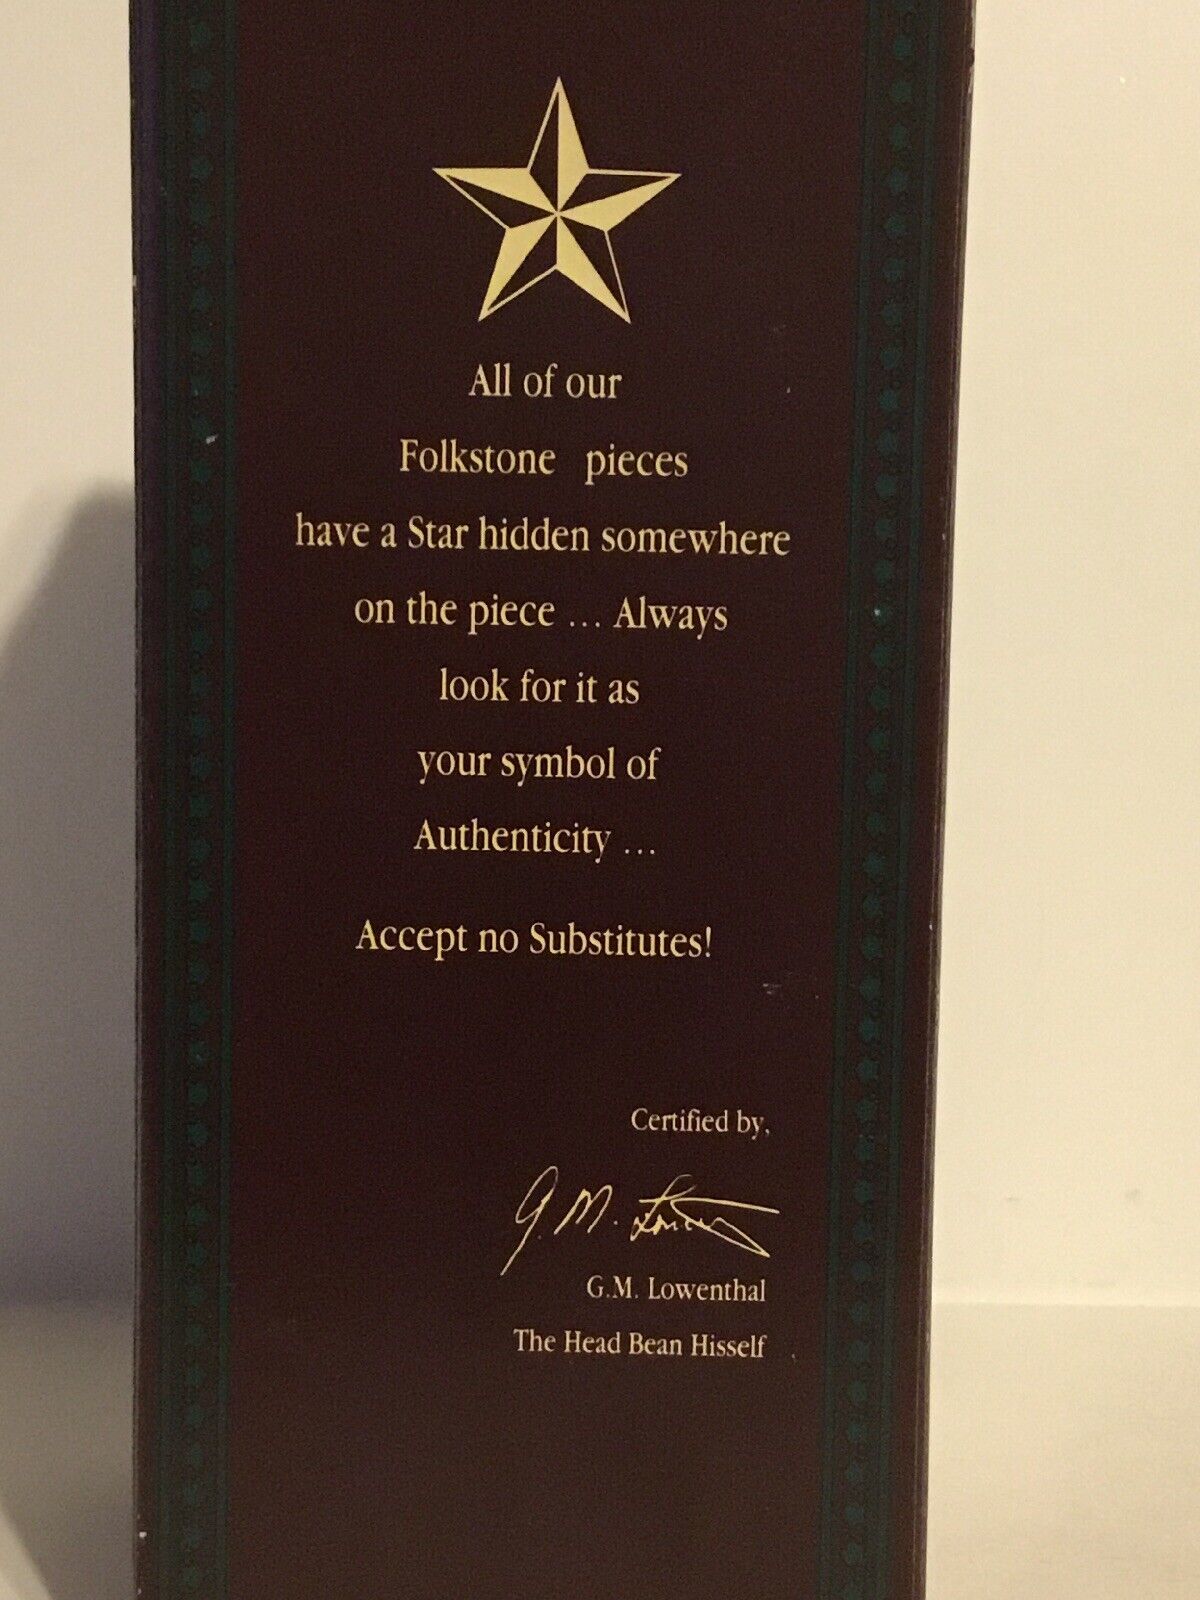 All of our
Folkstone pieces
have a Star hidden somewhere
on the piece ... Always
look for it as
your symbol of
Authenticity ...
Accept no Substitutes!
Certified by,
G.M. Lowenthal
G.M. Lowenthal
The Head Bean Hisself